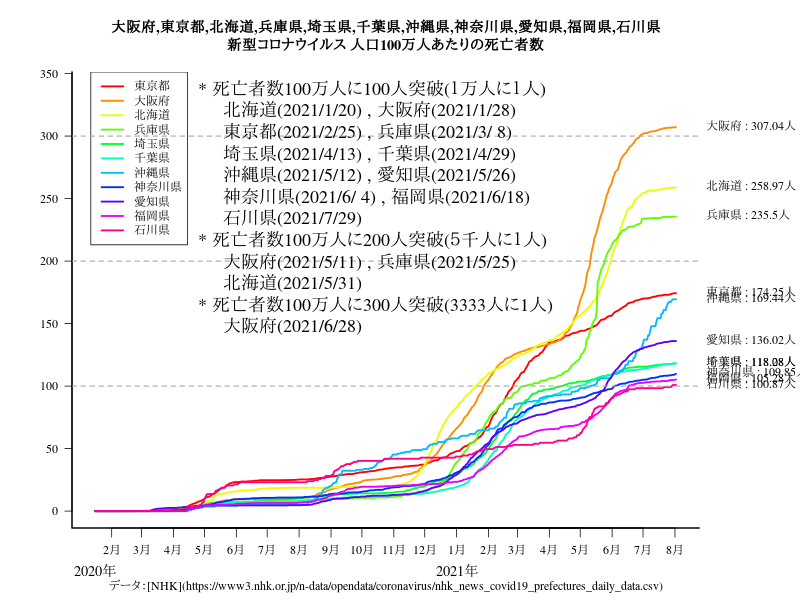 大阪府,東京都,北海道,兵庫県,埼玉県,千葉県,沖縄県,神奈川県,愛知県,福岡県,石川県
新型コロナウイルス 人口100万人あたりの死亡者数
350
300
250
200
150
100
50
0
東京都
大阪府
北海道
兵庫県
埼玉県
千葉県
沖縄県
神奈川県
愛知県
福岡県
石川県
* 死亡者数100万人に100人突破(1万人に1人)
北海道(2021/1/20) , 大阪府(2021/1/28)
東京都(2021/2/25) , 兵庫県(2021/3/ 8)
埼玉県(2021/4/13) , 千葉県(2021/4/29)
沖縄県(2021/5/12) , 愛知県(2021/5/26)
神奈川県(2021/6/ 4) , 福岡県(2021/6/18)
石川県(2021/7/29)
* 死亡者数100万人に200人突破(5千人に1人)
大阪府(2021/5/11) , 兵庫県(2021/5/25)
北海道(2021/5/31)
* 死亡者数100万人に300人突破(3333人に1人)
大阪府(2021/6/28)
大阪府 : 307.04人
北海道 : 258.97人
兵庫県 : 235.5人
東京都 : 174.25人
沖縄県 : 169.44人
愛知県 : 136.02人
神奈川県 : 109.85
石川県 : 100.87人
2月 3月 4月 5月 6月 7月 8月 9月 10月 11月 12月 1月 2月 3月 4月 5月 6月 7月 8月
2020年 2021年
データ：[NHK](https://www3.nhk.or.jp/n-data/opendata/coronavirus/nhk_news_covid19_prefectures_daily_data.csv)